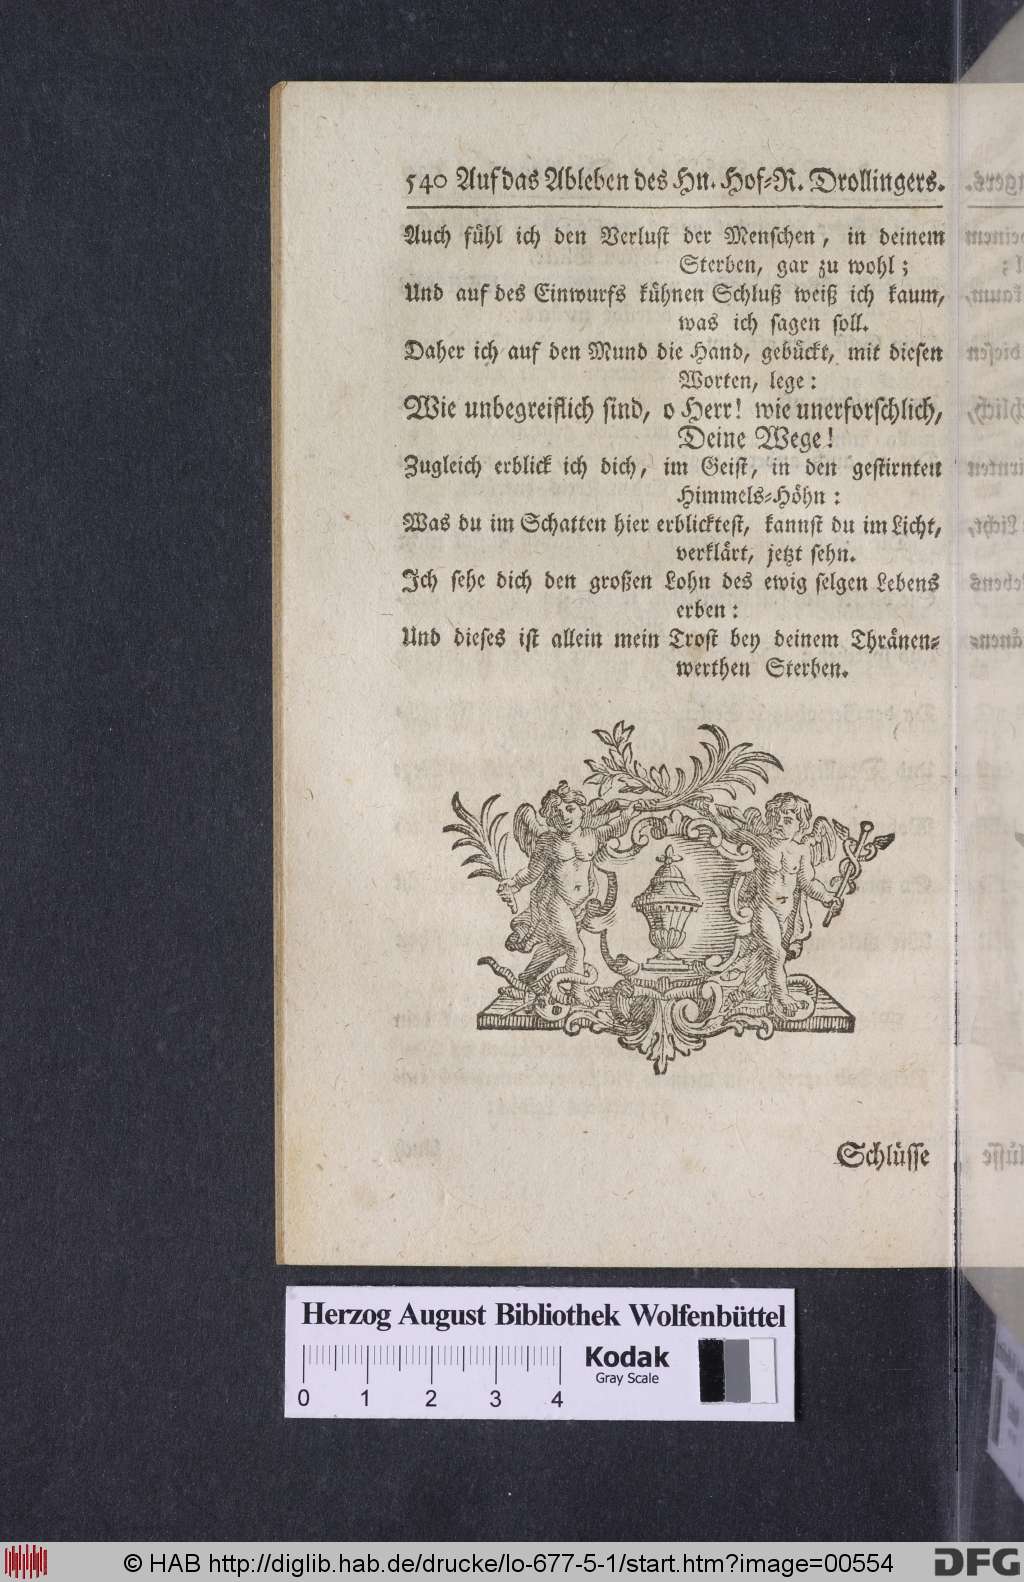 540 Auf das Ableben des Hn. Hof-R. Drollingers.
Auch fühl ich den Verlust der Menschen, in deinem
Sterben, gar zu wohl;
Und auf des Einwurfs kühnen Schluß weiß ich kaum,
was ich sagen soll.
Daher ich auf den Mund die Hand, gebückt, mit diesen
Worten, lege:
Wie unbegreiflich sind, o Herr! wie unerforschlich,
Deine Wege!
Zugleich erblick ich dich, im Geist, in den gestirnten
Himmels-Höhn:
Was du im Schatten hier erblicktest, kannst du im Licht,
verklärt, jetzt sehn.
Ich sehe dich den großen Lohn des ewig selgen Lebens
erben:
Und dieses ist allein mein Trost bey deinem Thränen-
werthen Sterben.
Schlüsse
Herzog August Bibliothek Wolfenbüttel
Kodak
Gray Scale
0 1 2 3 4
© HAB http://diglib.hab.de/drucke/lo-677-5-1/start.htm?image=00554
DFG